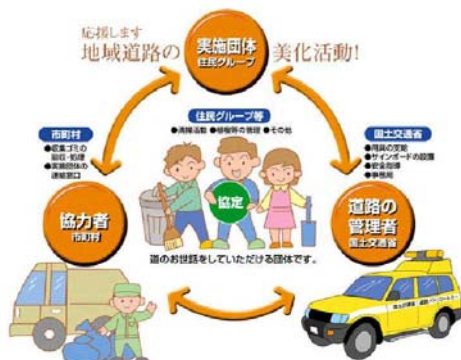 応援します
地域道路の
美化活動!
実施団体
住民グループ
市町村
●収集ゴミの
回収・処理
●実施団体の
連絡窓口
住民グループ等
●清掃活動 ●植樹等の管理 ●その他
国土交通省
●用具の支給
●サインボードの設置
●安全指導
●事務局
協定
協力者
市町村
道路の
管理者
国土交通省
道のお世話をしていただける団体です。